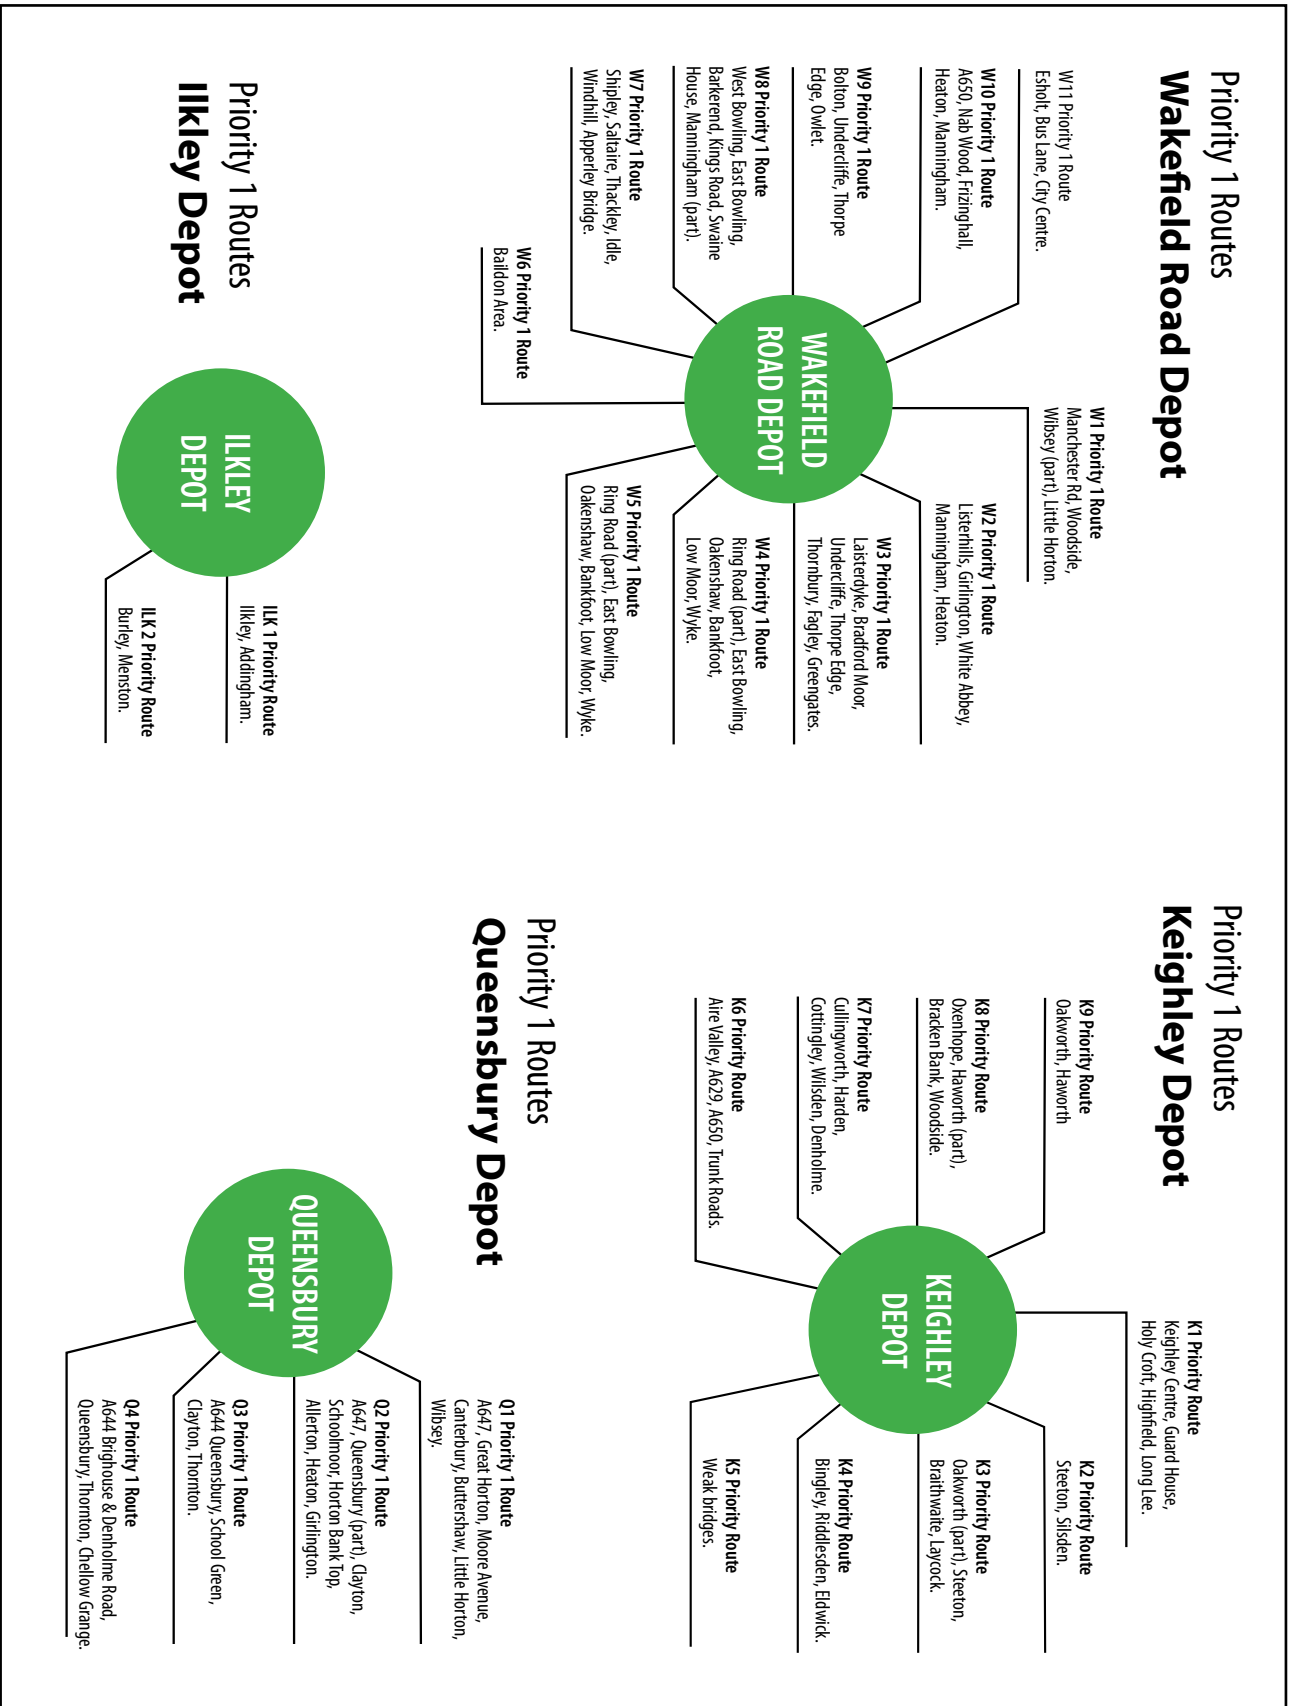 Priority 1 Routes
Wakefield Road Depot
W11 Priority 1 Route
Esholt, Bus Lane, City Centre.
W10 Priority 1 Route
A650, Nab Wood, Frizinghall,
Heaton, Manningham.
W9 Priority 1 Route
Bolton, Undercliffe, Thorpe
Edge, Owlet.
W8 Priority 1 Route
West Bowling, East Bowling,
Barkerend, Kings Road, Swaine
House, Manningham (part).
W7 Priority 1 Route
Shipley, Saltaire, Thackley, Idle,
Windhill, Apperley Bridge.
W6 Priority 1 Route
Baildon Area.
WAKEFIELD
ROAD DEPOT
W1 Priority 1 Route
Manchester Rd, Woodside,
Wibsey (part), Little Horton.
W2 Priority 1 Route
Listerhills, Girlington, White Abbey,
Manningham, Heaton.
W3 Priority 1 Route
Laisterdyke, Bradford Moor,
Undercliffe, Thorpe Edge,
Thornbury, Fagley, Greengates.
W4 Priority 1 Route
Ring Road (part), East Bowling,
Oakenshaw, Bankfoot,
Low Moor, Wyke.
W5 Priority 1 Route
Ring Road (part), East Bowling,
Oakenshaw, Bankfoot, Low Moor, Wyke.
Priority 1 Routes
Keighley Depot
K9 Priority Route
Oakworth, Haworth
K8 Priority Route
Oxenhope, Haworth (part),
Bracken Bank, Woodside.
K7 Priority Route
Cullingworth, Harden,
Cottingley, Wilsden, Denholme.
K6 Priority Route
Aire Valley, A629, A650, Trunk Roads.
KEIGHLEY
DEPOT
K1 Priority Route
Keighley Centre, Guard House,
Holy Croft, Highfield, Long Lee.
K2 Priority Route
Steeton, Silsden.
K3 Priority Route
Oakworth (part), Steeton,
Braithwaite, Laycock.
K4 Priority Route
Bingley, Riddlesden, Eldwick.
K5 Priority Route
Weak bridges.
Priority 1 Routes
Ilkley Depot
ILKLEY
DEPOT
ILK 1 Priority Route
Ilkley, Addingham.
ILK 2 Priority Route
Burley, Menston.
Priority 1 Routes
Queensbury Depot
QUEENSBURY
DEPOT
Q1 Priority 1 Route
A647, Great Horton, Moore Avenue,
Canterbury, Buttershaw, Little Horton,
Wibsey.
Q2 Priority 1 Route
A647, Queensbury (part), Clayton,
Schoolmoor, Horton Bank Top,
Allerton, Heaton, Girlington.
Q3 Priority 1 Route
A644 Queensbury, School Green,
Clayton, Thornton.
Q4 Priority 1 Route
A644 Brighouse & Denholme Road,
Queensbury, Thornton, Chellow Grange.